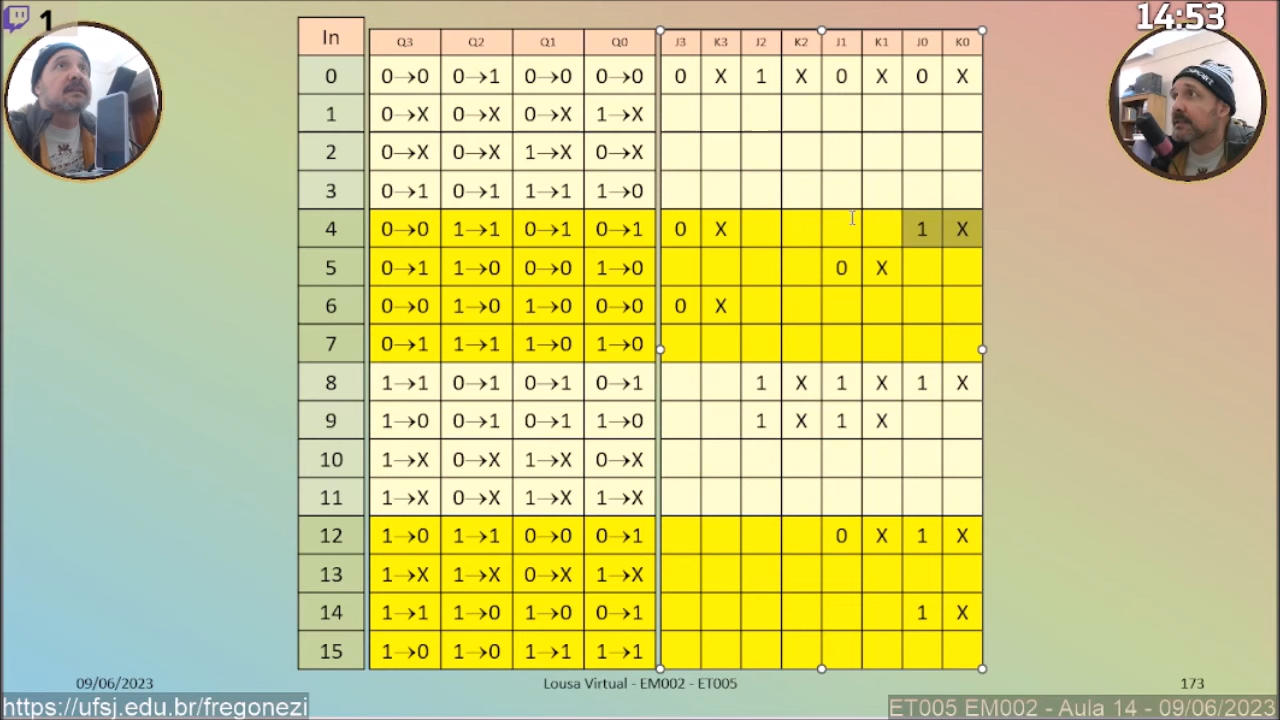 1
14:53
In Q3 Q2 Q1 Q0 J3 K3 J2 K2 J1 K1 J0 K0
0 0→0 0→1 0→0 0→0 0 X 1 X 0 X 0 X
1 0→X 0→X 0→X 1→X
2 0→X 0→X 1→X 0→X
3 0→1 0→1 1→1 1→0
4 0→0 1→1 0→1 0→1 0 X 1 X
5 0→1 1→0 0→0 1→0 0 X
6 0→0 1→0 1→0 0→0 0 X
7 0→1 1→1 1→0 1→0
8 1→1 0→1 0→1 0→1 1 X 1 X 1 X
9 1→0 0→1 0→1 1→0 1 X 1 X
10 1→X 0→X 1→X 0→X
11 1→X 0→X 1→X 1→X
12 1→0 1→1 0→0 0→1 0 X 1 X
13 1→X 1→X 0→X 1→X
14 1→1 1→0 1→0 0→1 1 X
15 1→0 1→0 1→1 1→1
09/06/2023 Lousa Virtual - EM002 - ET005 173
https://ufsj.edu.br/fregonezi ET005 EM002 - Aula 14 - 09/06/2023